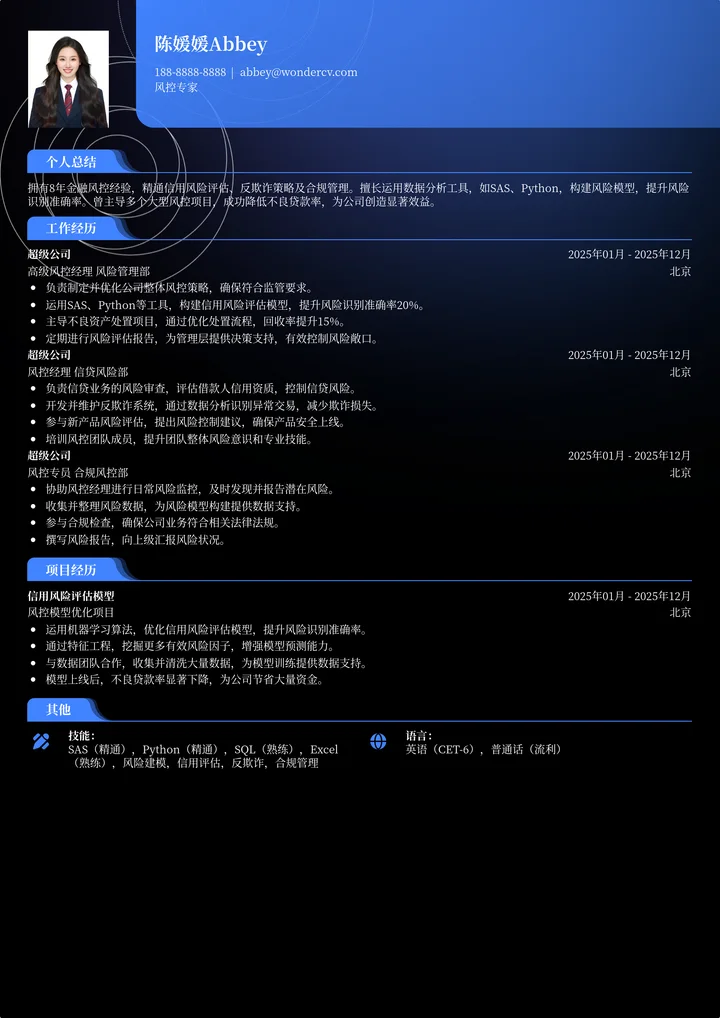 陈媛媛Abbey
188-8888-8888 | abbey@wondercv.com
风控专家
个人总结
拥有8年金融风控经验，精通信用风险评估、反欺诈策略及合规管理。擅长运用数据分析工具，如SAS、Python，构建风险模型，提升风险
识别准确率。曾主导多个大型风控项目，成功降低不良贷款率，为公司创造显著效益。
工作经历
超级公司 2025年01月 - 2025年12月
高级风控经理 风险管理部 北京
• 负责制定并优化公司整体风控策略，确保符合监管要求。
• 运用SAS、Python等工具，构建信用风险评估模型，提升风险识别准确率20%。
• 主导不良资产处置项目，通过优化处置流程，回收率提升15%。
• 定期进行风险评估报告，为管理层提供决策支持，有效控制风险敞口。
超级公司 2025年01月 - 2025年12月
风控经理 信贷风险部 北京
• 负责信贷业务的风险审查，评估借款人信用资质，控制信贷风险。
• 开发并维护反欺诈系统，通过数据分析识别异常交易，减少欺诈损失。
• 参与新产品风险评估，提出风险控制建议，确保产品安全上线。
• 培训风控团队成员，提升团队整体风险意识和专业技能。
超级公司 2025年01月 - 2025年12月
风控专员 合规风控部 北京
• 协助风控经理进行日常风险监控，及时发现并报告潜在风险。
• 收集并整理风险数据，为风险模型构建提供数据支持。
• 参与合规检查，确保公司业务符合相关法律法规。
• 撰写风险报告，向上级汇报风险状况。
项目经历
信用风险评估模型 2025年01月 - 2025年12月
风控模型优化项目 北京
• 运用机器学习算法，优化信用风险评估模型，提升风险识别准确率。
• 通过特征工程，挖掘更多有效风险因子，增强模型预测能力。
• 与数据团队合作，收集并清洗大量数据，为模型训练提供数据支持。
• 模型上线后，不良贷款率显著下降，为公司节省大量资金。
其他
技能：
SAS（精通），Python（精通），SQL（熟练），Excel
（熟练），风险建模，信用评估，反欺诈，合规管理
语言：
英语（CET-6），普通话（流利）